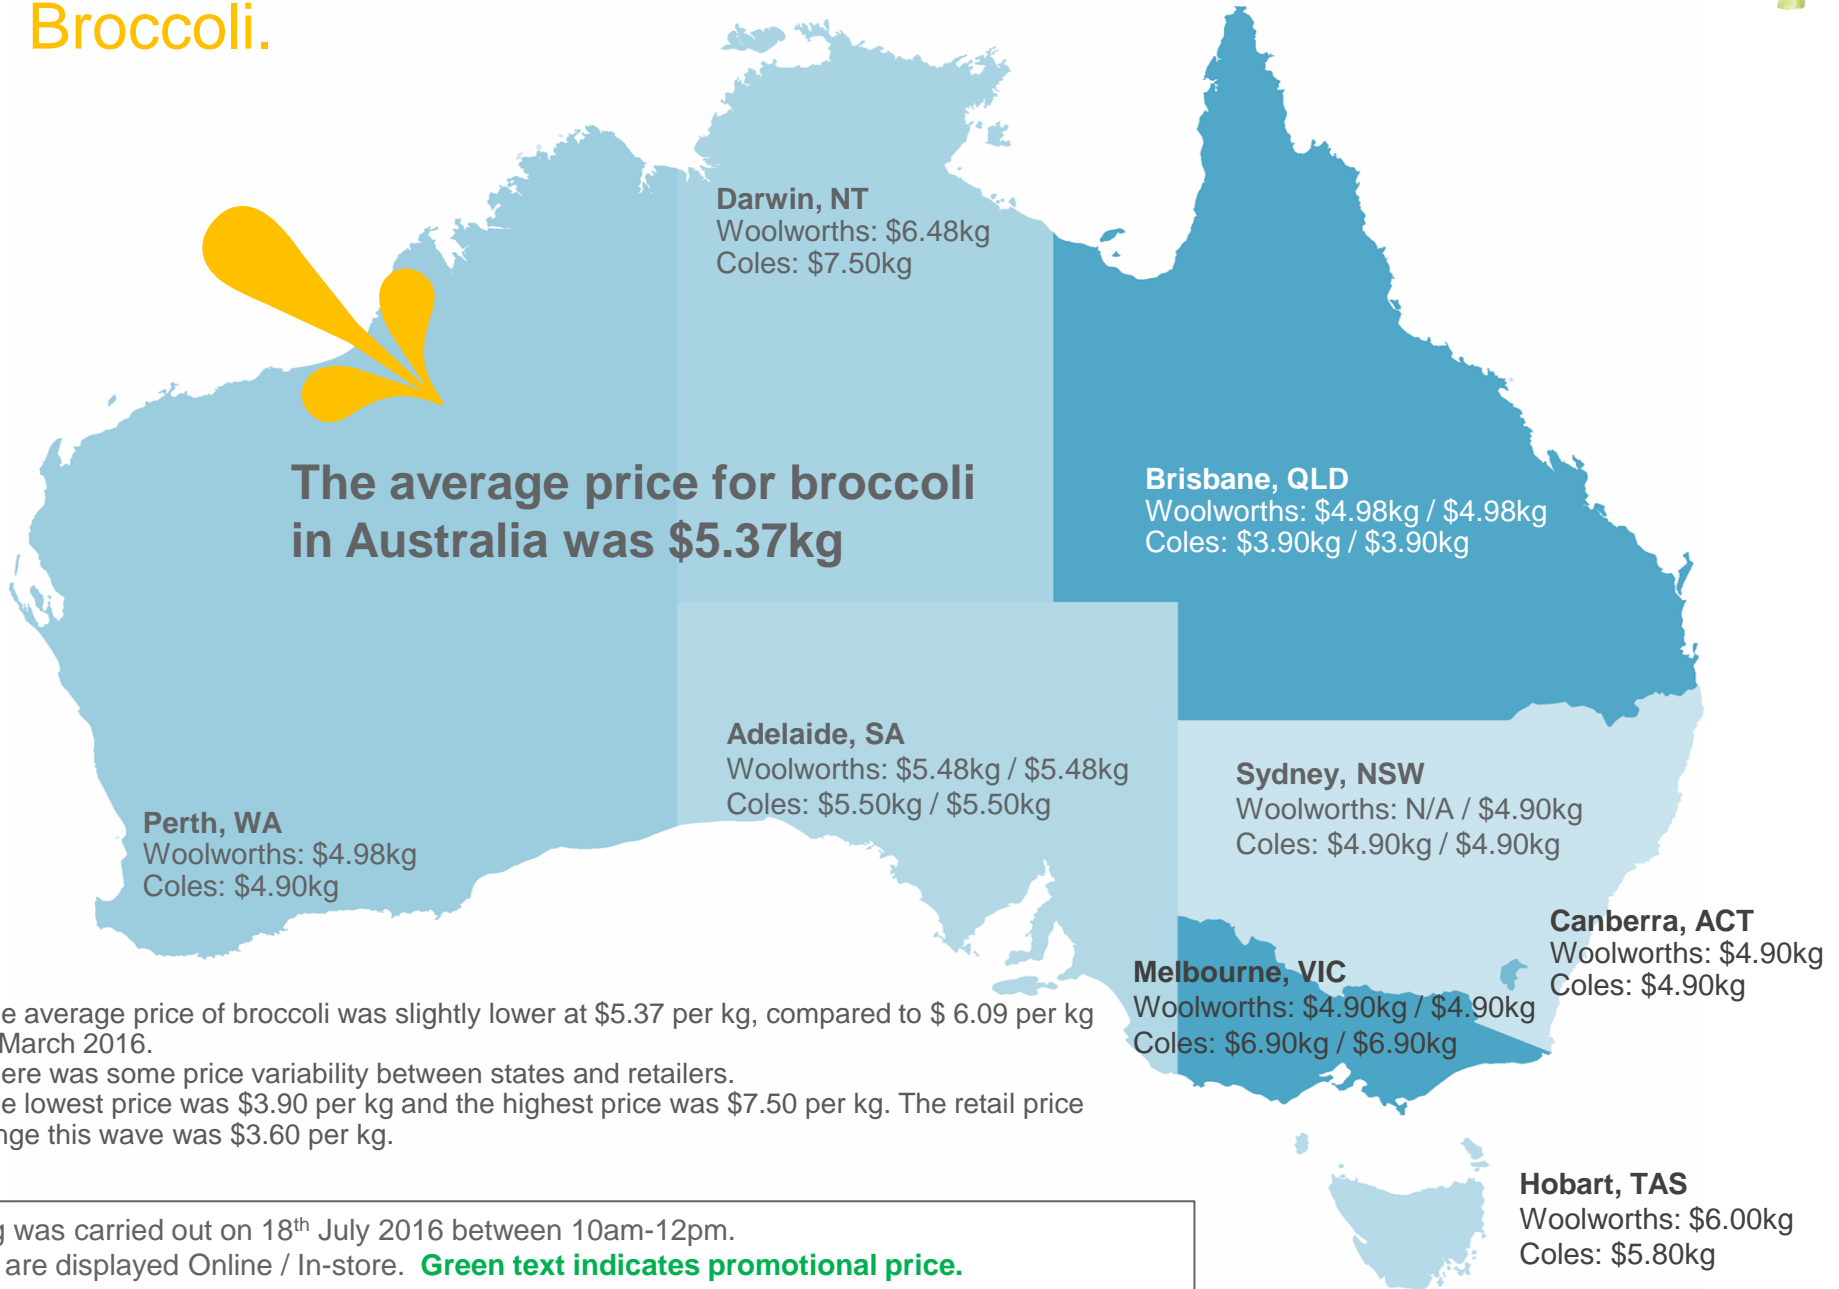 Broccoli.
Darwin, NT
Woolworths: $6.48kg
Coles: $7.50kg
The average price for broccoli
in Australia was $5.37kg
Brisbane, QLD
Woolworths: $4.98kg / $4.98kg
Coles: $3.90kg / $3.90kg
Adelaide, SA
Woolworths: $5.48kg / $5.48kg
Coles: $5.50kg / $5.50kg
Sydney, NSW
Woolworths: N/A / $4.90kg
Coles: $4.90kg / $4.90kg
Perth, WA
Woolworths: $4.98kg
Coles: $4.90kg
Canberra, ACT
Woolworths: $4.90kg
Coles: $4.90kg
Melbourne, VIC
Woolworths: $4.90kg / $4.90kg
Coles: $6.90kg / $6.90kg
average price of broccoli was slightly lower at $5.37 per kg, compared to $ 6.09 per kg
March 2016.
was some price variability between states and retailers.
lowest price was $3.90 per kg and the highest price was $7.50 per kg. The retail price
this wave was $3.60 per kg.
Hobart, TAS
Woolworths: $6.00kg
Coles: $5.80kg
was carried out on 18th July 2016 between 10am-12pm.
are displayed Online / In-store. Green text indicates promotional price.